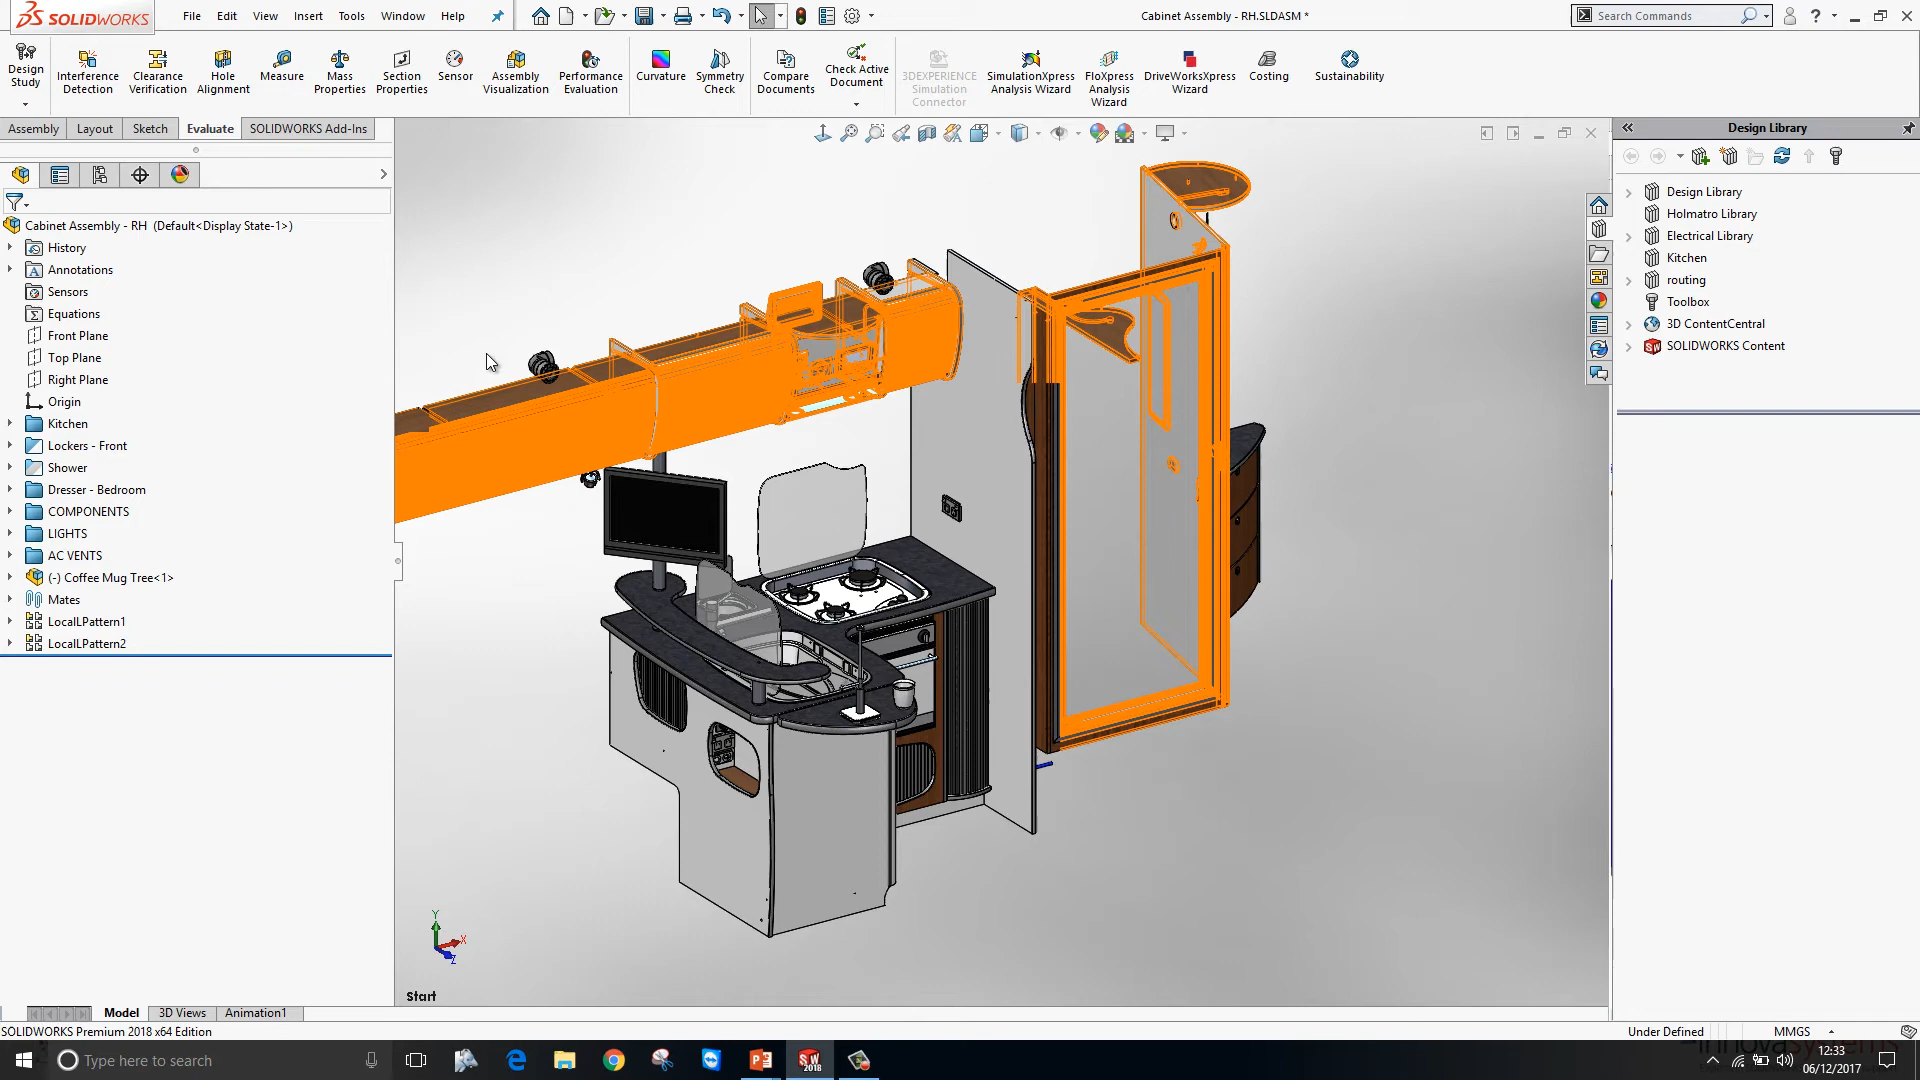 SOLIDWORKS File Edit View Insert Tools Window Help Cabinet Assembly - RH.SLDASM * Search Commands
Design Study
Interference Detection
Clearance Verification
Hole Alignment
Measure
Mass Properties
Section Properties
Sensor
Assembly Visualization
Performance Evaluation
Curvature
Symmetry Check
Compare Documents
Check Active Document
3DEXPERIENCE Simulation Connector
SimulationXpress Analysis Wizard
FloXpress Analysis Wizard
DriveWorksXpress Wizard
Costing
Sustainability
Assembly Layout Sketch Evaluate SOLIDWORKS Add-Ins
Cabinet Assembly - RH (Default<Display State-1>)
History
Annotations
Sensors
Equations
Front Plane
Top Plane
Right Plane
Origin
Kitchen
Lockers - Front
Shower
Dresser - Bedroom
COMPONENTS
LIGHTS
AC VENTS
(-) Coffee Mug Tree<1>
Mates
LocalLPattern1
LocalLPattern2
Y
X
Z
Start
Design Library
Design Library
Holmatro Library
Electrical Library
Kitchen
routing
Toolbox
3D ContentCentral
SOLIDWORKS Content
Model 3D Views Animation1
SOLIDWORKS Premium 2018 x64 Edition Under Defined MMGS
Type here to search
12:33
06/12/2017